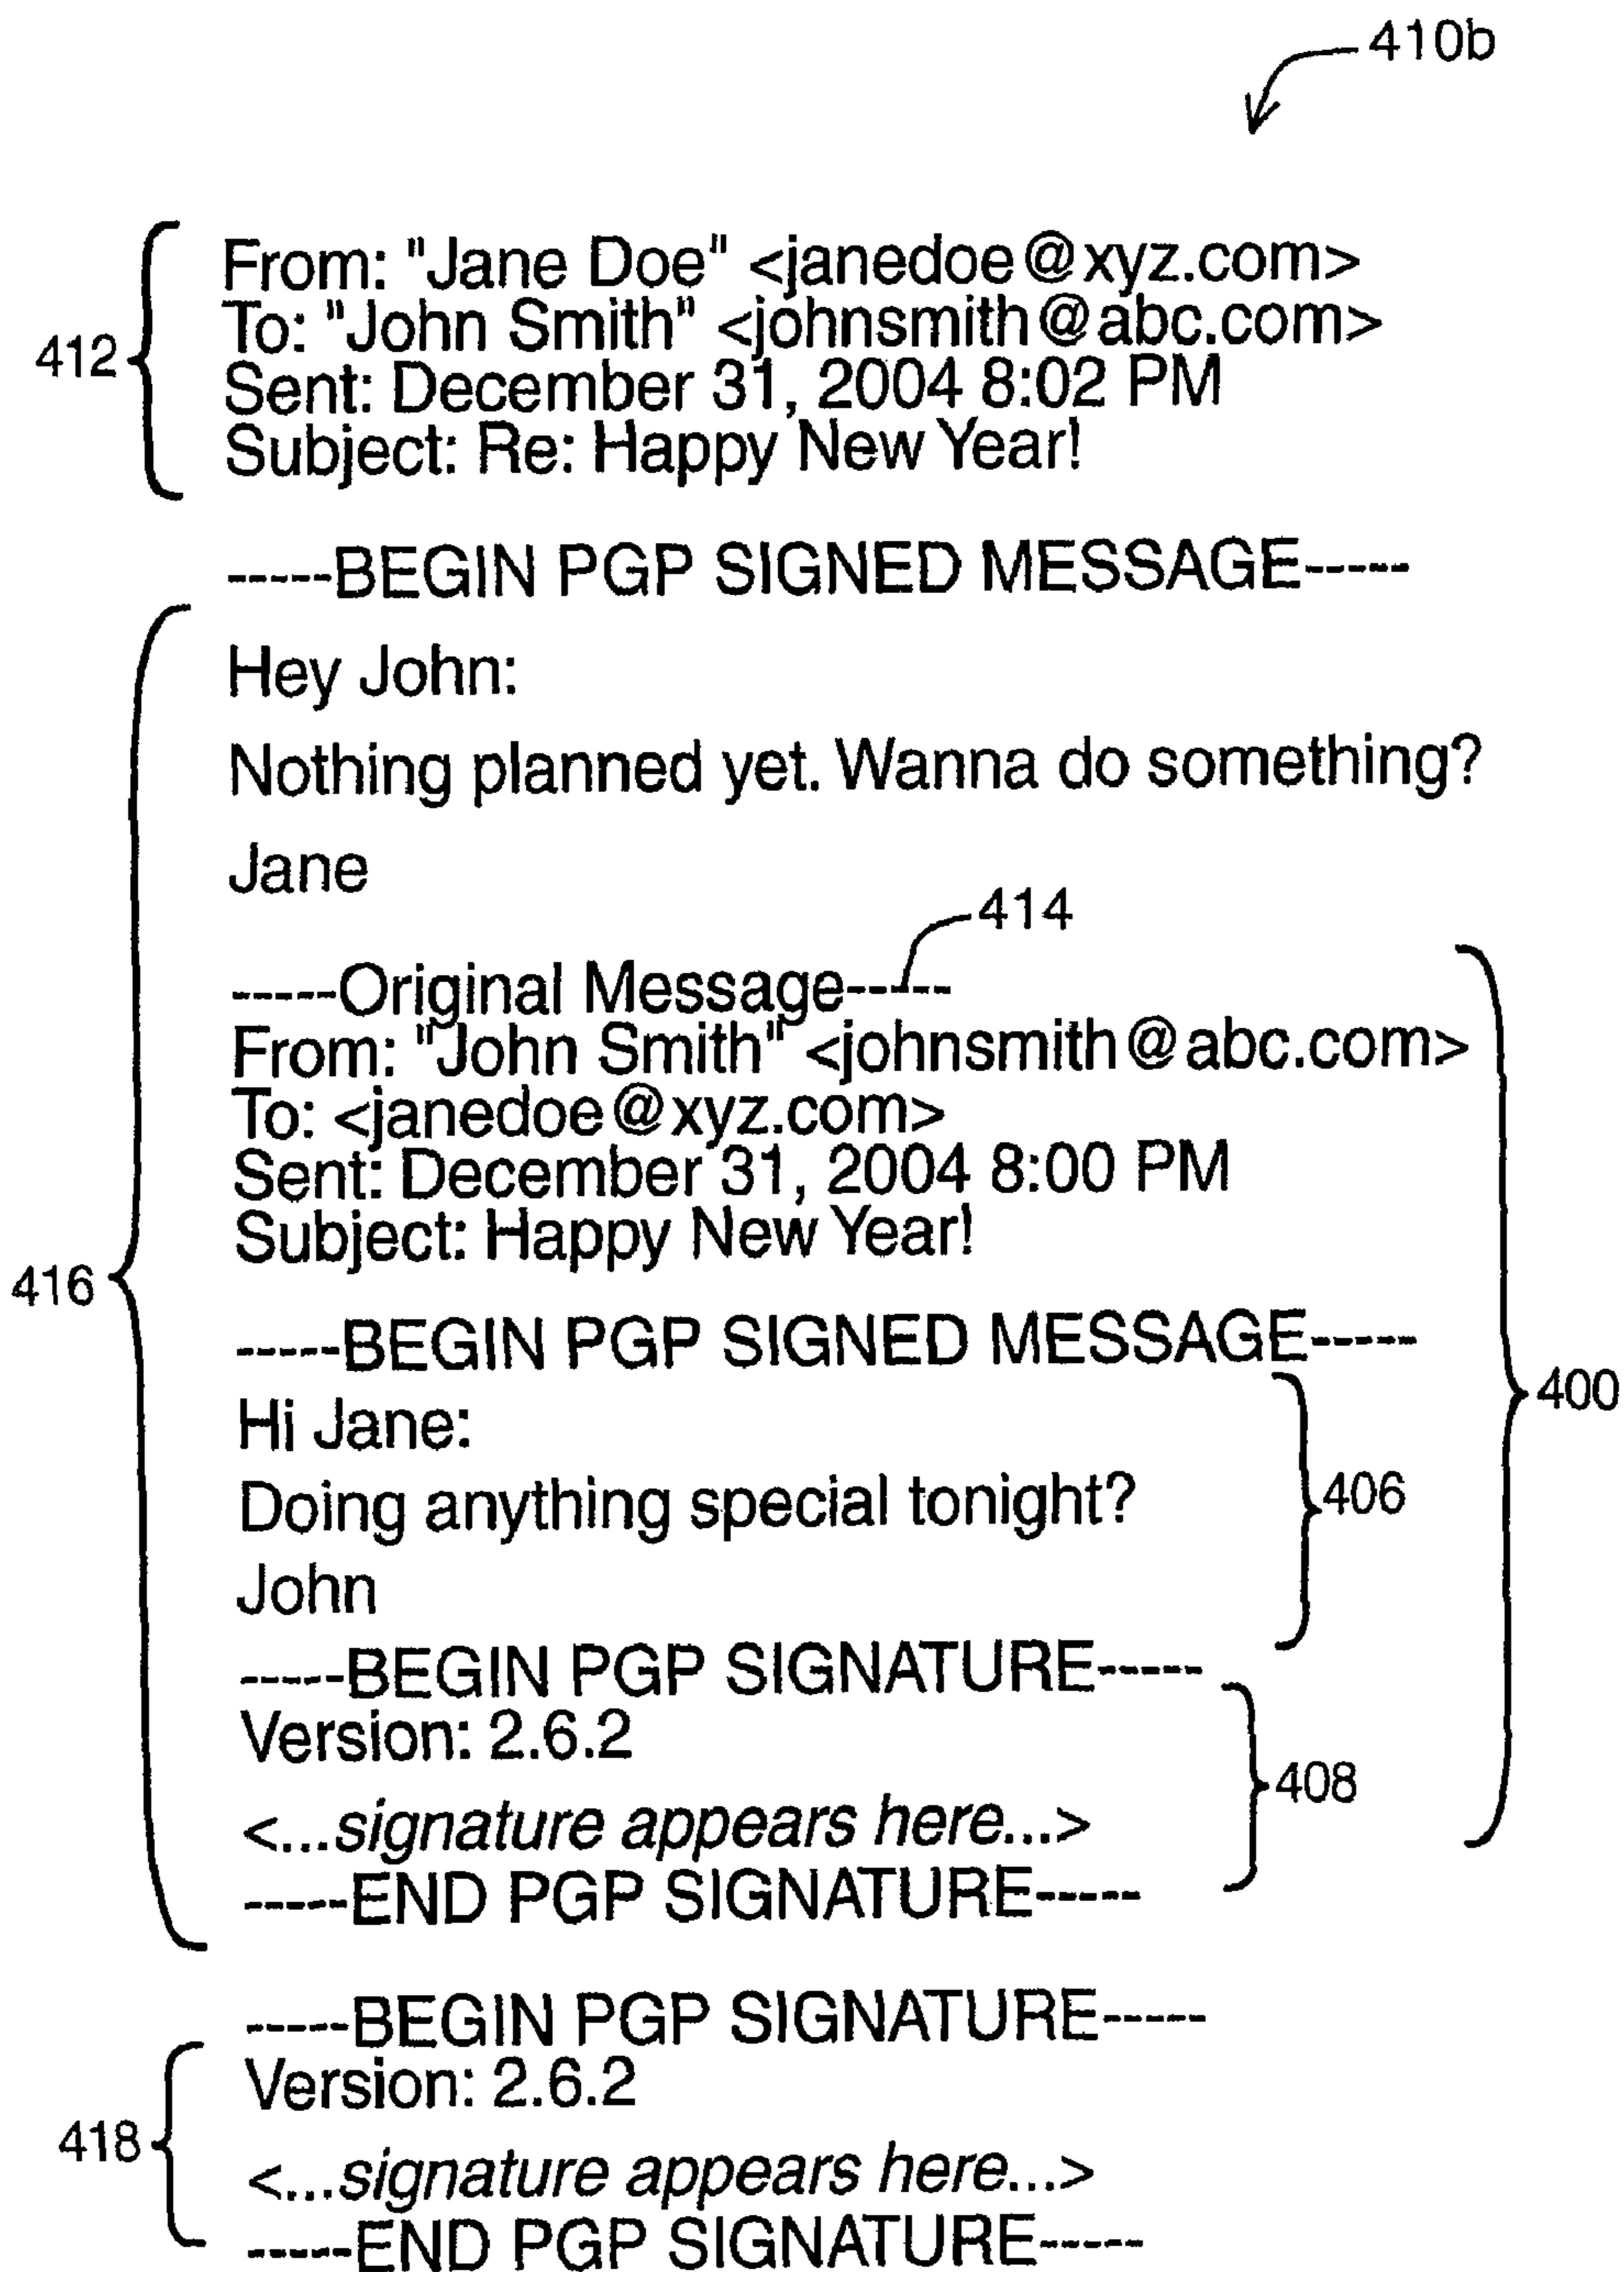 410b
412
From: "Jane Doe" <janedoe@xyz.com>
To: "John Smith" <johnsmith@abc.com>
Sent: December 31, 2004 8:02 PM
Subject: Re: Happy New Year!
-----BEGIN PGP SIGNED MESSAGE-----
Hey John:
Nothing planned yet. Wanna do something?
Jane
414
-----Original Message-----
From: "John Smith" <johnsmith@abc.com>
To: <janedoe@xyz.com>
Sent: December 31, 2004 8:00 PM
Subject: Happy New Year!
416
-----BEGIN PGP SIGNED MESSAGE-----
400
Hi Jane:
Doing anything special tonight?
406
John
-----BEGIN PGP SIGNATURE-----
Version: 2.6.2
408
<...signature appears here...>
-----END PGP SIGNATURE-----
-----BEGIN PGP SIGNATURE-----
Version: 2.6.2
418
<...signature appears here...>
-----END PGP SIGNATURE-----